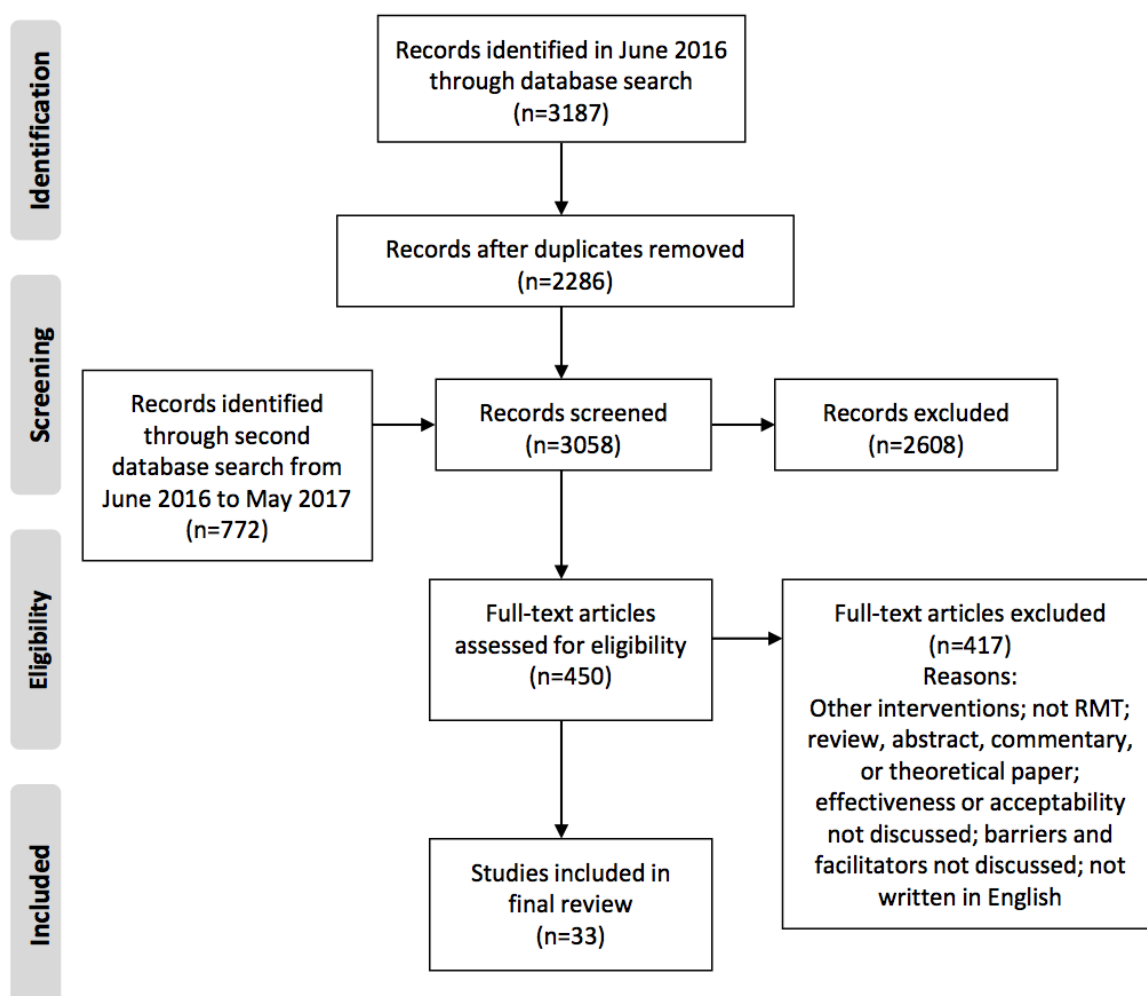 Identification
Records identified in June 2016
through database search
(n=3187)
Records after duplicates removed
(n=2286)
Screening
Records identified
through second
database search from
June 2016 to May 2017
(n=772)
Records screened
(n=3058)
Records excluded
(n=2608)
Eligibility
Full-text articles
assessed for eligibility
(n=450)
Full-text articles excluded
(n=417)
Reasons:
Other interventions; not RMT;
review, abstract, commentary,
or theoretical paper;
effectiveness or acceptability
not discussed; barriers and
facilitators not discussed; not
written in English
Included
Studies included in
final review
(n=33)